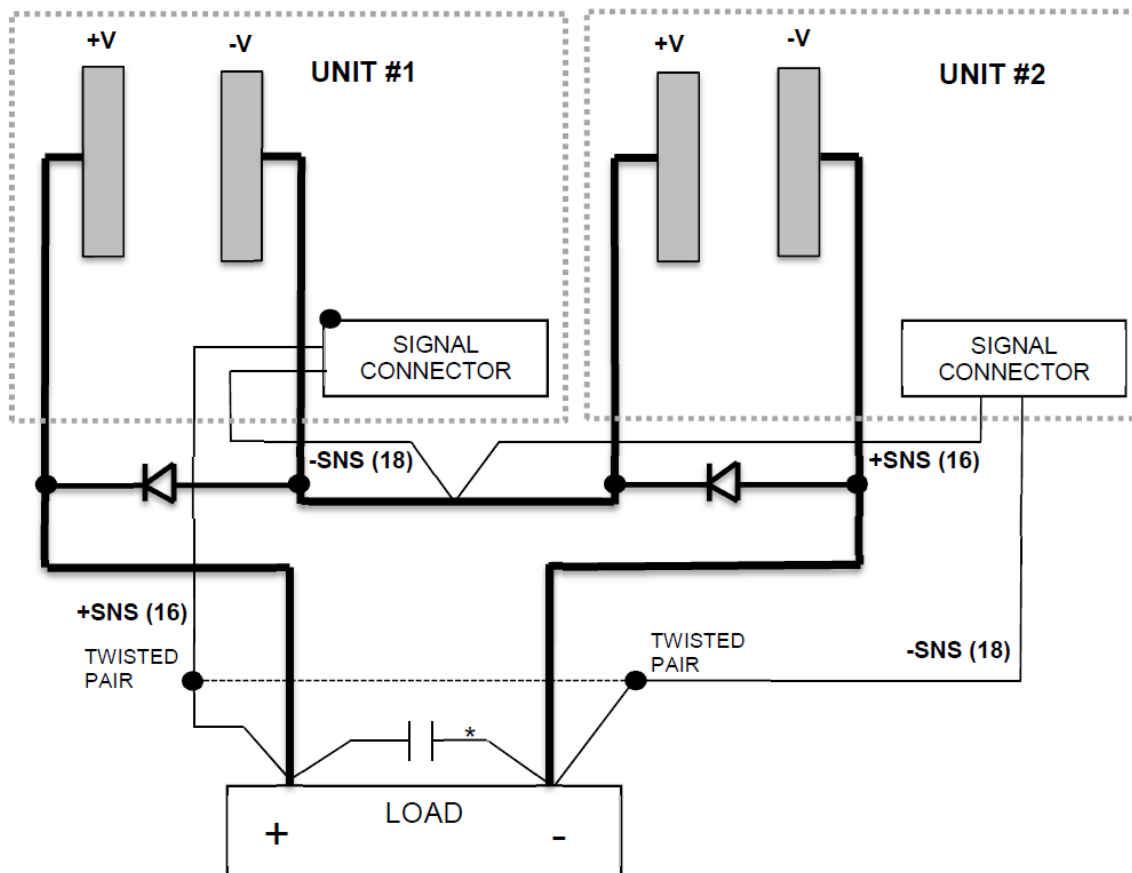 +V
-V
UNIT #1
+V
-V
UNIT #2
SIGNAL
CONNECTOR
SIGNAL
CONNECTOR
-SNS (18)
+SNS (16)
+SNS (16)
TWISTED
PAIR
TWISTED
PAIR
-SNS (18)
*
LOAD
+
-